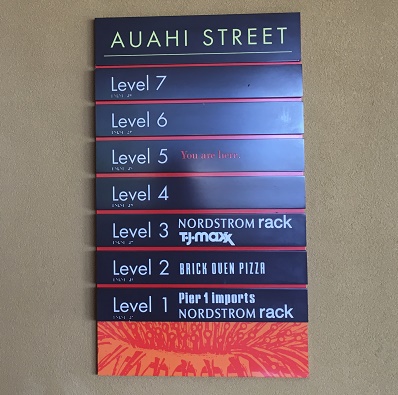 AUAHI STREET
Level 7
Level 6
Level 5 You are here.
Level 4
Level 3 NORDSTROM rack
T·J·maxx
Level 2 BRICK OVEN PIZZA
Level 1 Pier 1 imports
NORDSTROM rack